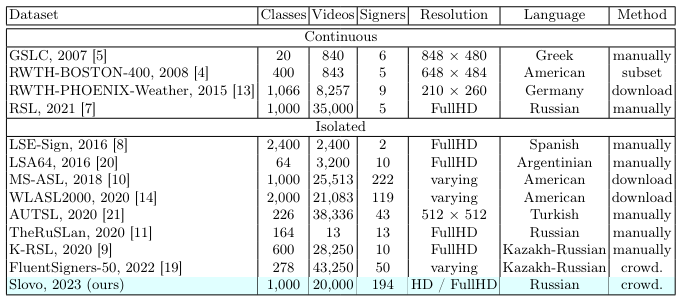 Dataset Classes Videos Signers Resolution Language Method
Continuous
GSLC, 2007 [5] 20 840 6 848 × 480 Greek manually
RWTH-BOSTON-400, 2008 [4] 400 843 5 648 × 484 American subset
RWTH-PHOENIX-Weather, 2015 [13] 1,066 8,257 9 210 × 260 Germany download
RSL, 2021 [7] 1,000 35,000 5 FullHD Russian manually
Isolated
LSE-Sign, 2016 [8] 2,400 2,400 2 FullHD Spanish manually
LSA64, 2016 [20] 64 3,200 10 FullHD Argentinian manually
MS-ASL, 2018 [10] 1,000 25,513 222 varying American download
WLASL2000, 2020 [14] 2,000 21,083 119 varying American download
AUTSL, 2020 [21] 226 38,336 43 512 × 512 Turkish manually
TheRuSLan, 2020 [11] 164 13 13 FullHD Russian manually
K-RSL, 2020 [9] 600 28,250 10 FullHD Kazakh-Russian manually
FluentSigners-50, 2022 [19] 278 43,250 50 varying Kazakh-Russian crowd.
Slovo, 2023 (ours) 1,000 20,000 194 HD / FullHD Russian crowd.